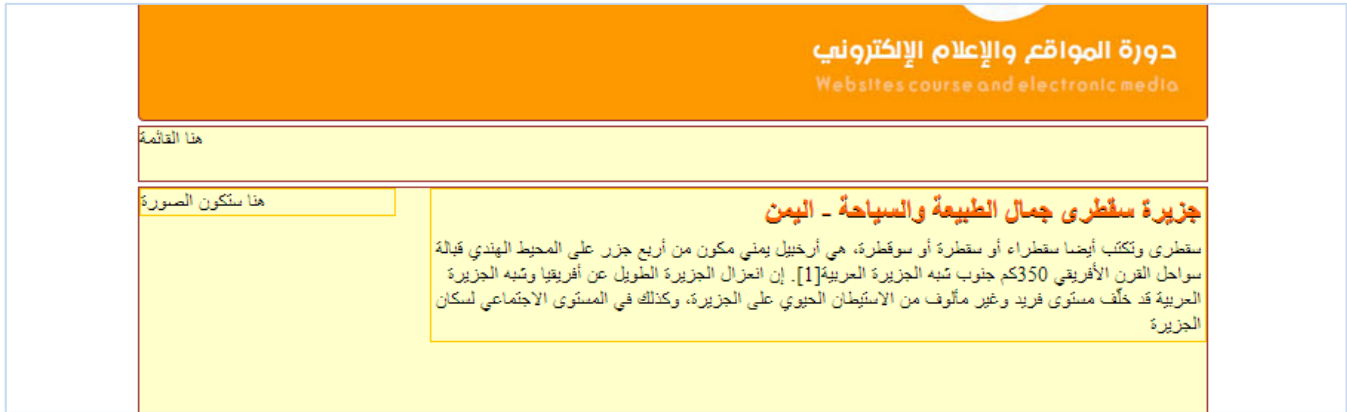 دورة المواقع والإعلام الإلكتروني
Websites course and electronic media
هنا القائمة
جزيرة سقطرى جمال الطبيعة والسياحة - اليمن
سقطرى وتكتب أيضا سقطراء أو سقطرة أو سوقطرة، هي أرخبيل يمني مكون من أربع جزر على المحيط الهندي قبالة
سواحل القرن الأفريقي 350كم جنوب شبه الجزيرة العربية[1]. إن انعزال الجزيرة الطويل عن أفريقيا وشبه الجزيرة
العربية قد خلّف مستوى فريد وغير مألوف من الاستيطان الحيوي على الجزيرة، وكذلك في المستوى الاجتماعي لسكان
الجزيرة
هنا ستكون الصورة